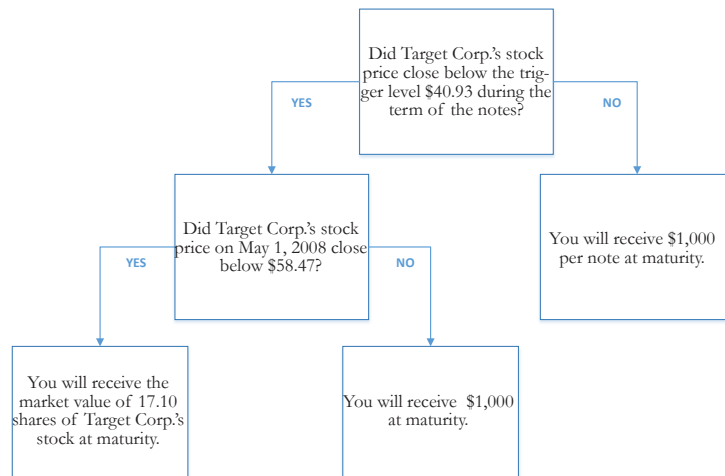 Did Target Corp.'s stock
price close below the trig-
ger level $40.93 during the
term of the notes?
YES
NO
Did Target Corp.'s stock
price on May 1, 2008 close
below $58.47?
You will receive $1,000
per note at maturity.
YES
NO
You will receive the
market value of 17.10
shares of Target Corp.'s
stock at maturity.
You will receive $1,000
at maturity.